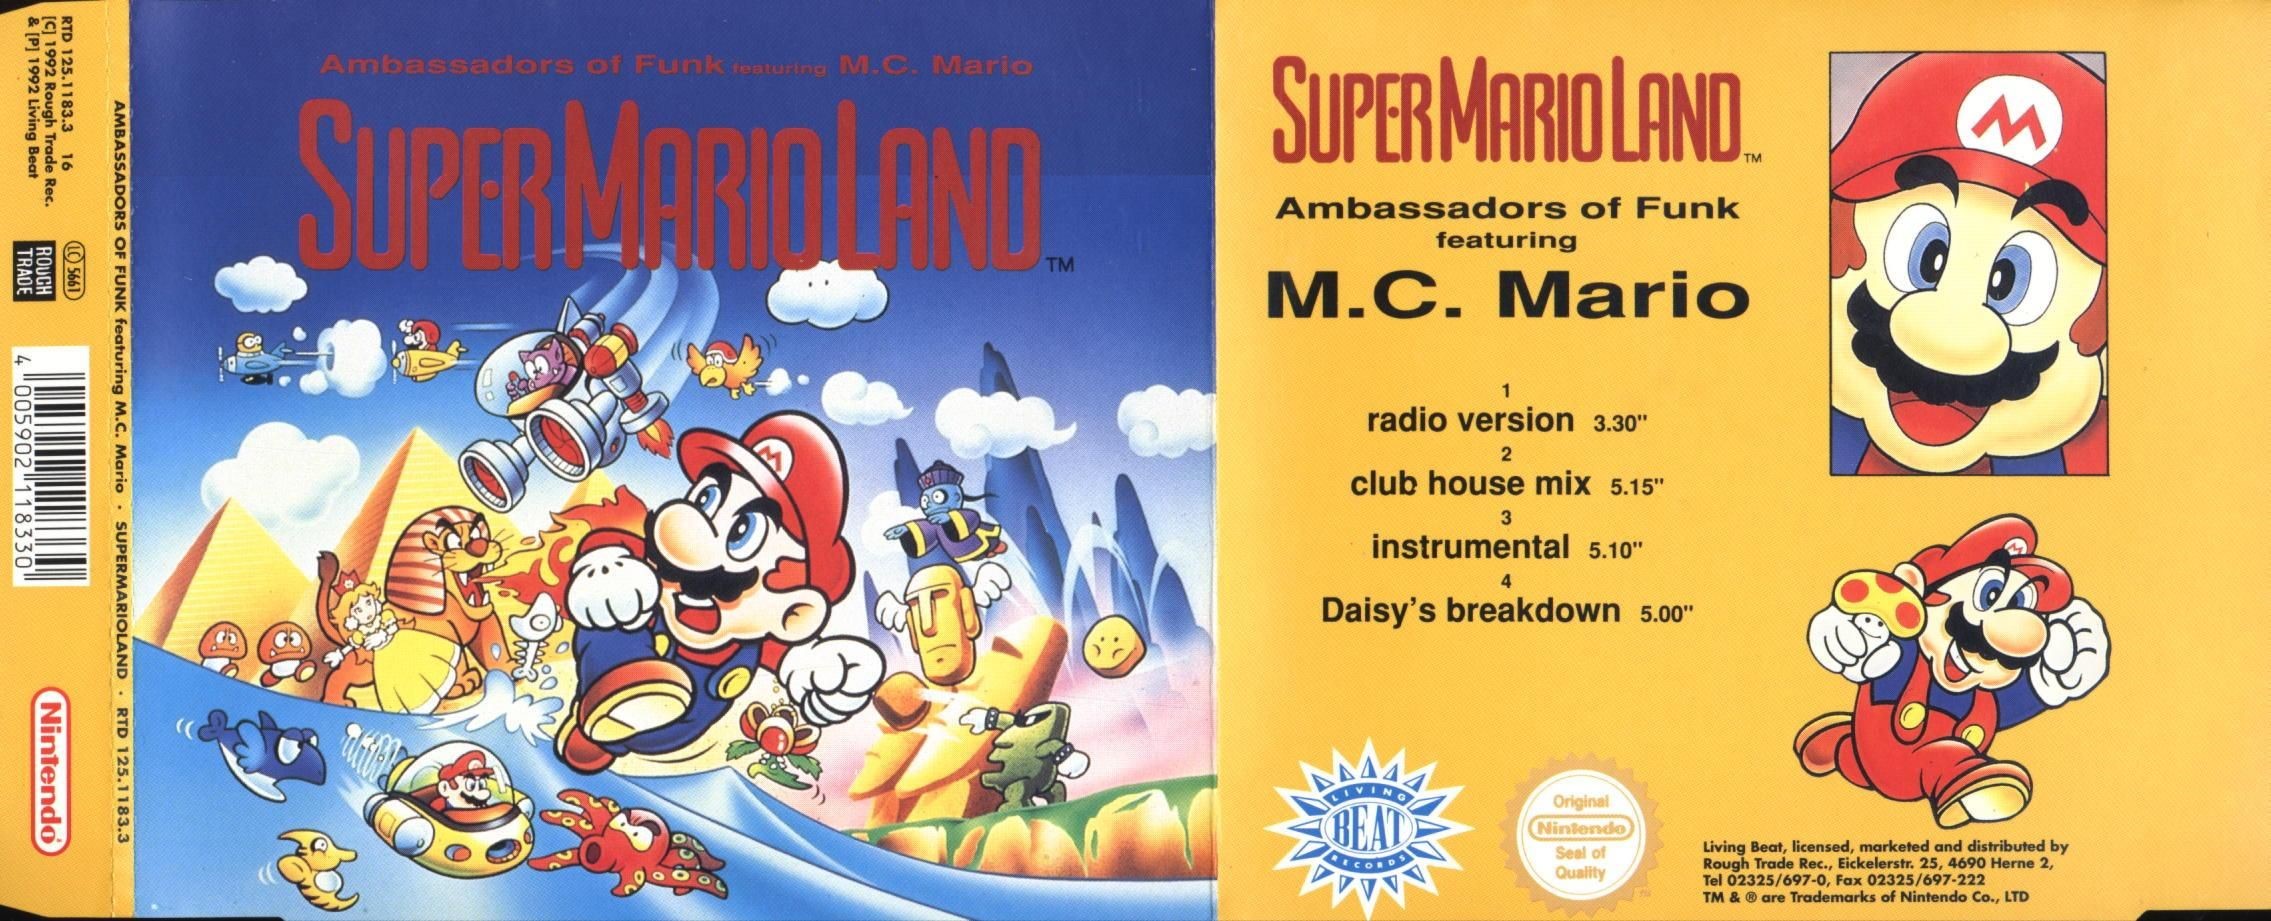 RTD 125.1183.3 16
[C] 1992 Rough Trade Rec.
& [P] 1992 Living Beat
LC 5661
ROUGH
TRADE
4 005902 118330
Nintendo
AMBASSADORS OF FUNK featuring M.C. Mario · SUPERMARIOLAND · RTD 125.1183.3
Ambassadors of Funk featuring M.C. Mario
SUPER MARIO LAND
TM
M
SUPER MARIO LAND TM
Ambassadors of Funk
featuring
M.C. Mario
1
radio version 3.30"
2
club house mix 5.15"
3
instrumental 5.10"
4
Daisy's breakdown 5.00"
M
M
LIVING
BEAT
RECORDS
Original
Nintendo
Seal of
Quality
TM
Living Beat, licensed, marketed and distributed by
Rough Trade Rec., Eickelerstr. 25, 4690 Herne 2,
Tel 02325/697-0, Fax 02325/697-222
TM & ® are Trademarks of Nintendo Co., LTD